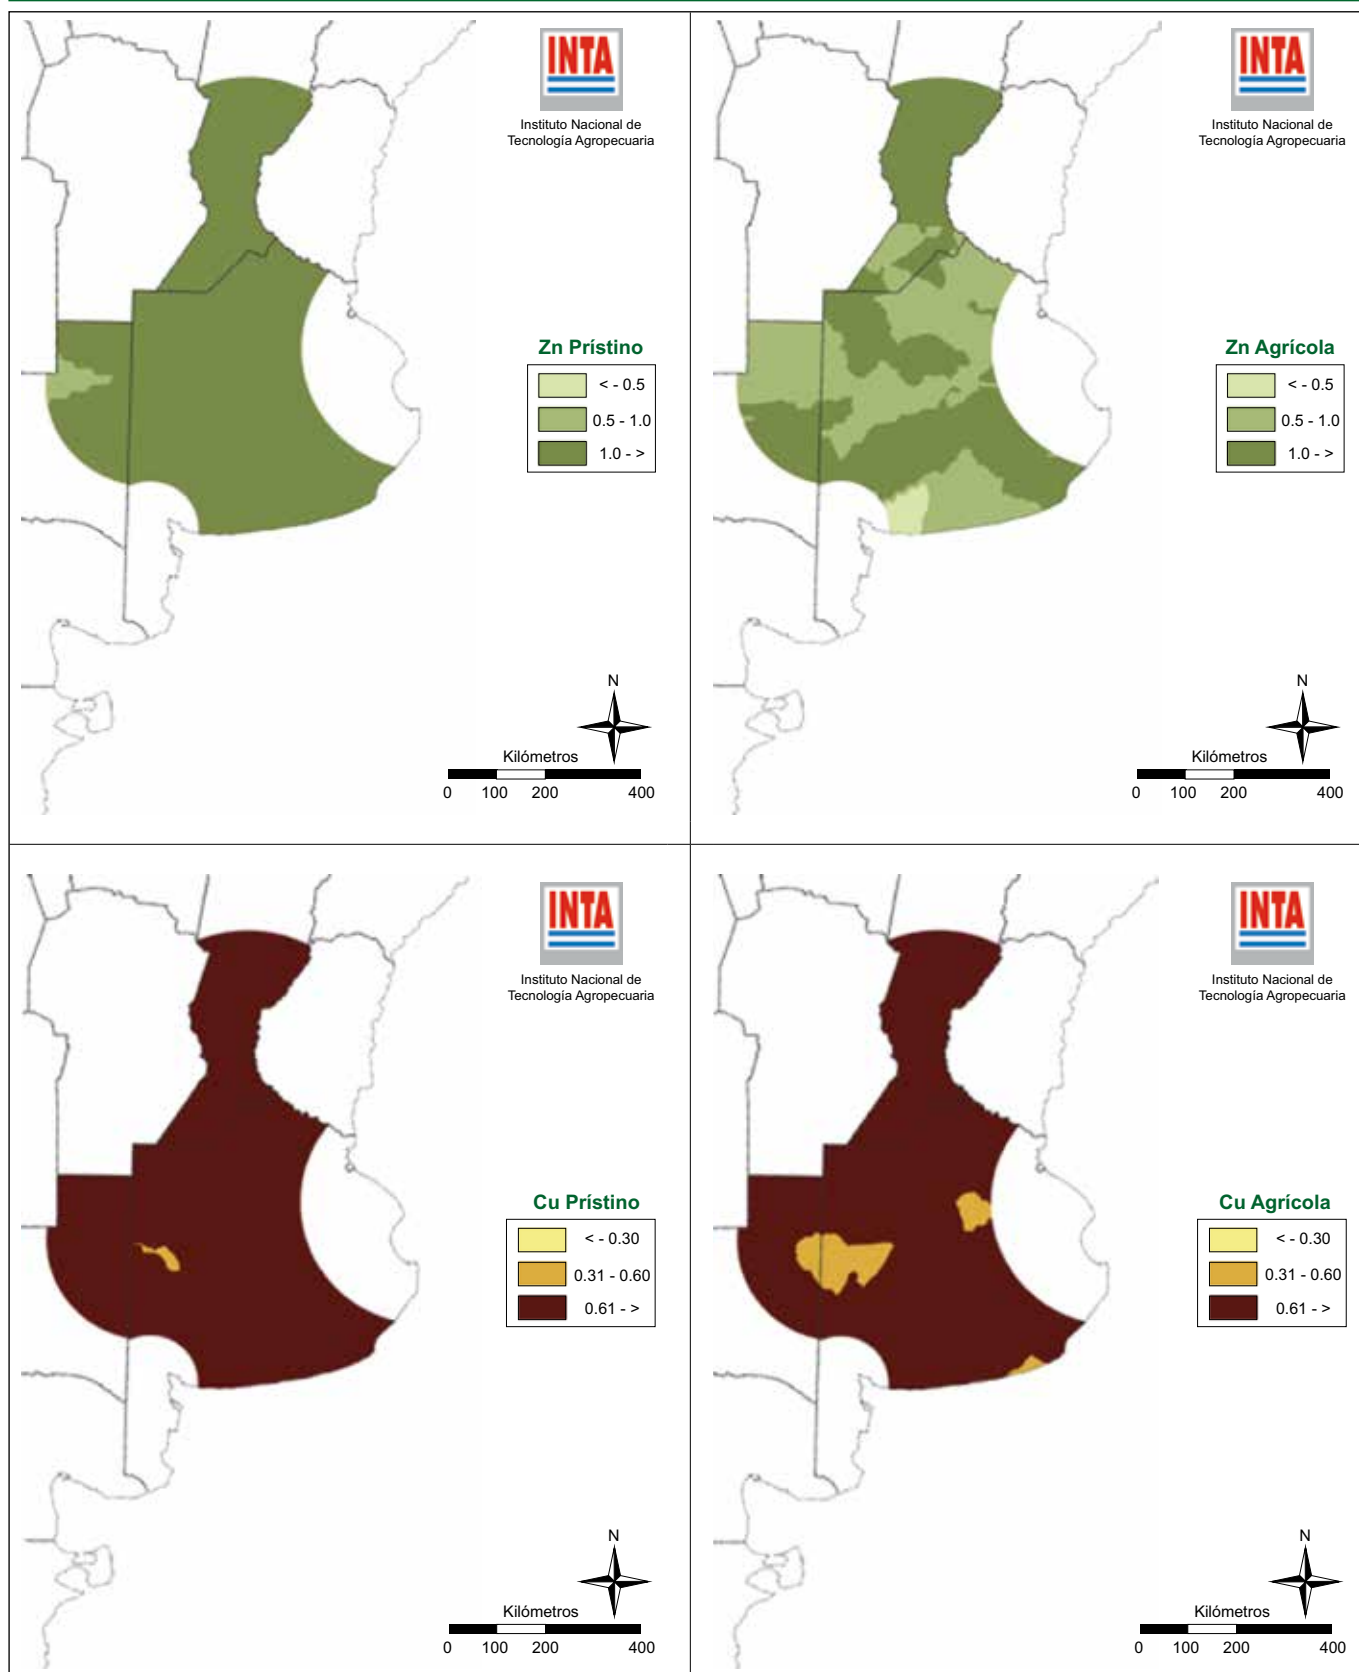 INTA
Instituto Nacional de
Tecnología Agropecuaria
Zn Prístino
< - 0.5
0.5 - 1.0
1.0 - >
N
Kilómetros
0 100 200 400
INTA
Instituto Nacional de
Tecnología Agropecuaria
Zn Agrícola
< - 0.5
0.5 - 1.0
1.0 - >
N
Kilómetros
0 100 200 400
INTA
Instituto Nacional de
Tecnología Agropecuaria
Cu Prístino
< - 0.30
0.31 - 0.60
0.61 - >
N
Kilómetros
0 100 200 400
INTA
Instituto Nacional de
Tecnología Agropecuaria
Cu Agrícola
< - 0.30
0.31 - 0.60
0.61 - >
N
Kilómetros
0 100 200 400